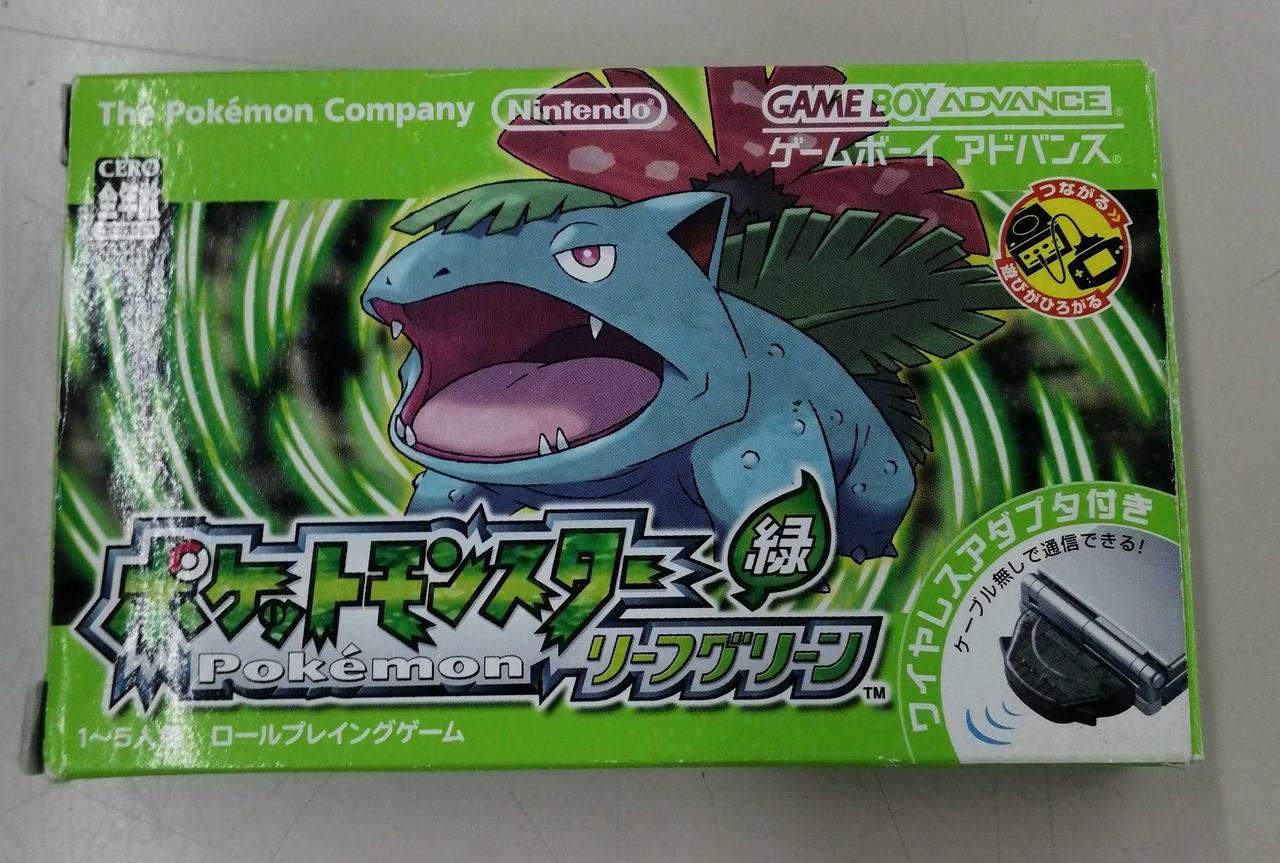 The Pokémon Company
Nintendo®
GAME BOY ADVANCE®
ゲームボーイ アドバンス®
CERO
つながる
遊びがひろがる
ポケットモンスター
緑
Pokémon
リーフグリーン™
ワイヤレスアダプタ付き
ケーブル無しで通信できる!
1〜5人
ロールプレイングゲーム